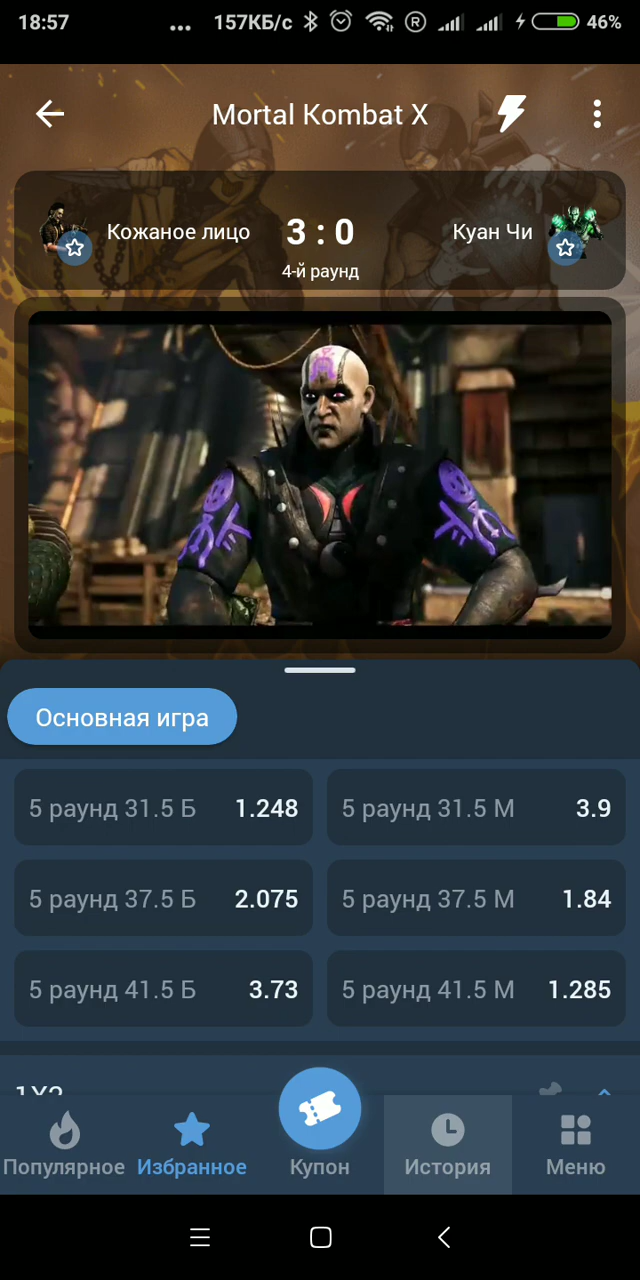 18:57 ... 157КБ/с R 46%
Mortal Kombat X
Кожаное лицо 3 : 0 Куан Чи
4-й раунд
Основная игра
5 раунд 31.5 Б 1.248 5 раунд 31.5 М 3.9
5 раунд 37.5 Б 2.075 5 раунд 37.5 М 1.84
5 раунд 41.5 Б 3.73 5 раунд 41.5 М 1.285
1X2
Популярное Избранное Купон История Меню